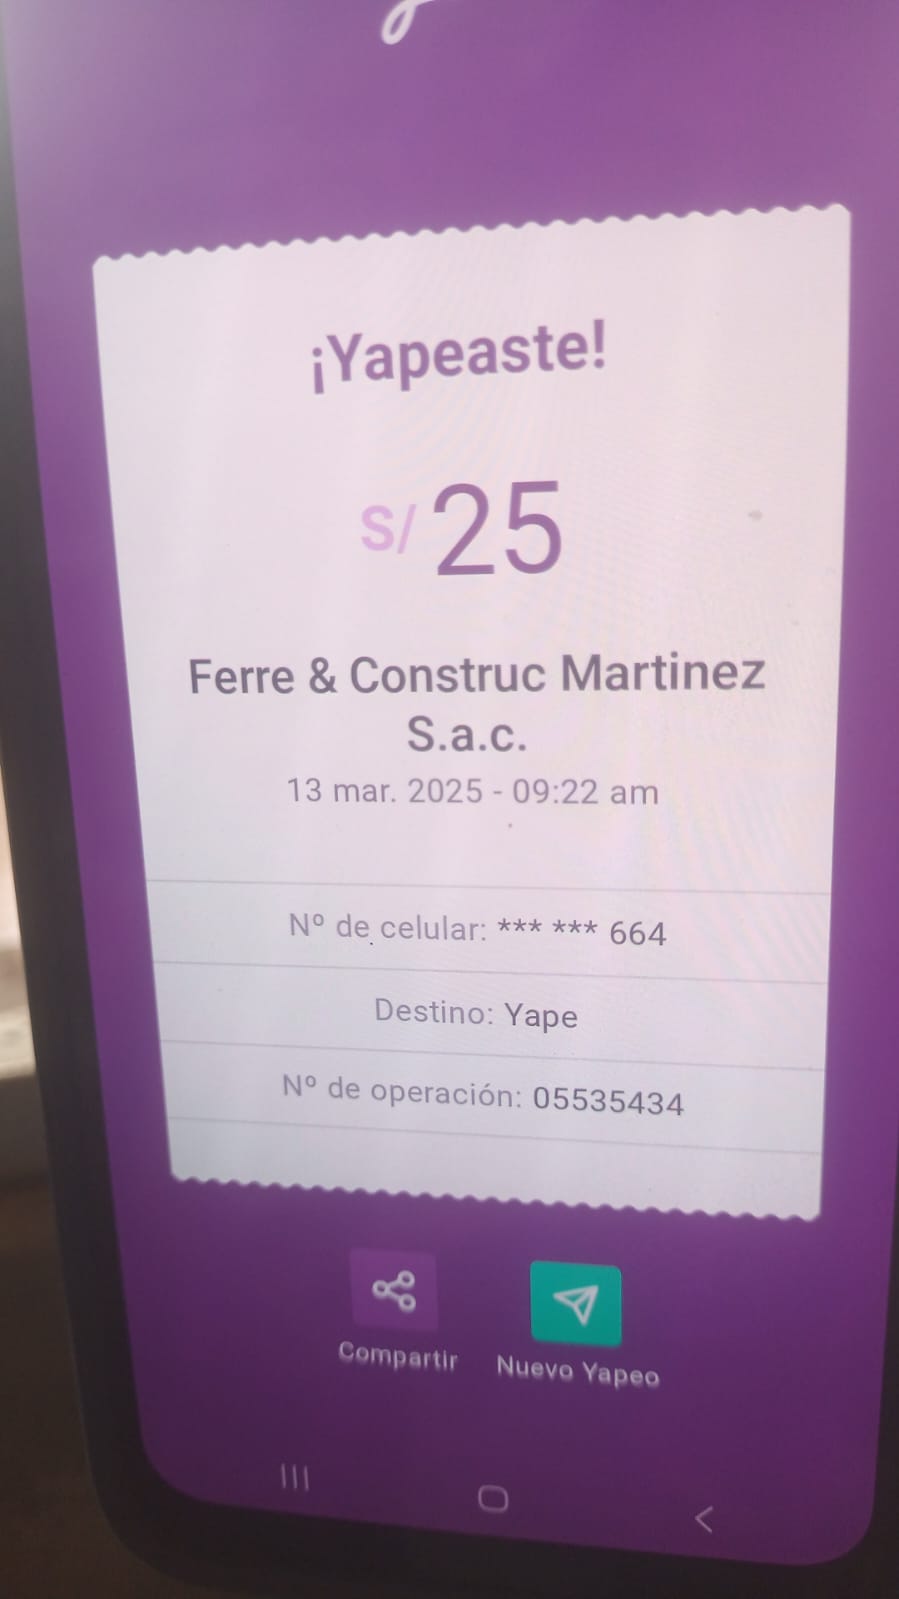 ¡Yapeaste!
S/ 25
Ferre & Construc Martinez
S.a.c.
13 mar. 2025 - 09:22 am
Nº de celular: *** *** 664
Destino: Yape
Nº de operación: 05535434
Compartir
Nuevo Yapeo